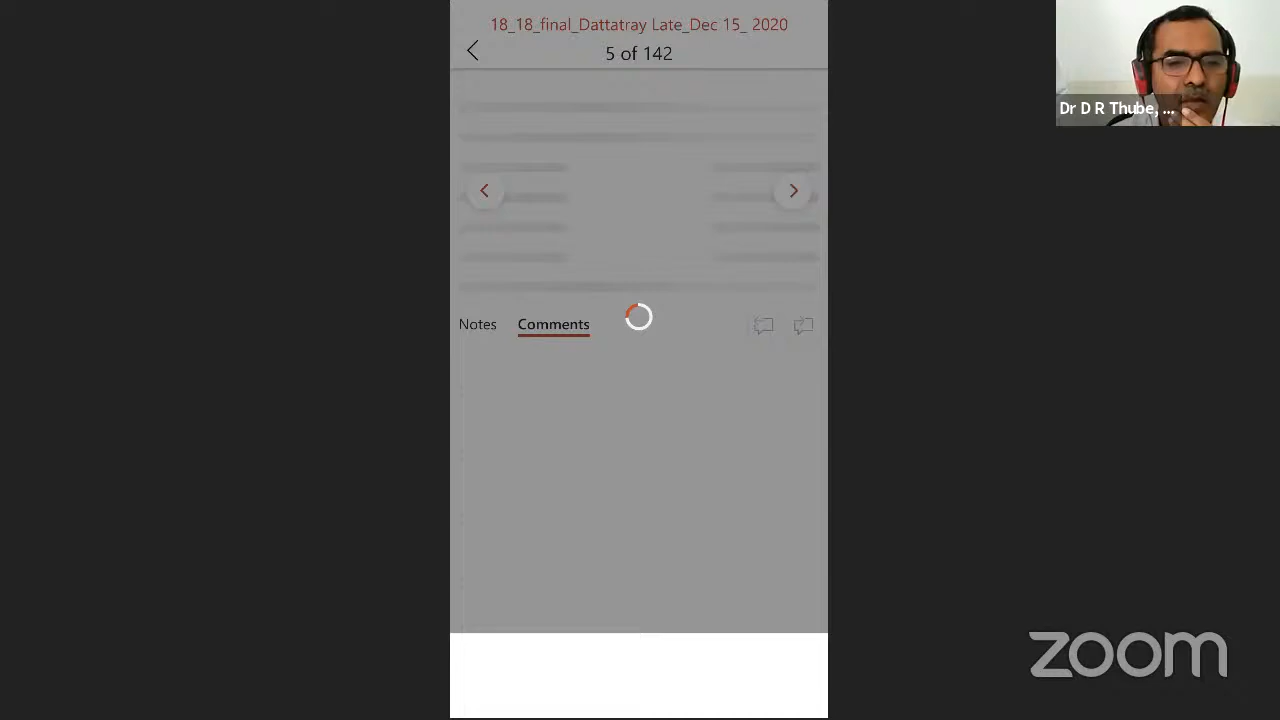 18_18_final_Dattatray Late_Dec 15_ 2020
5 of 142
Dr D R Thube, ...
Notes
Comments
zoom